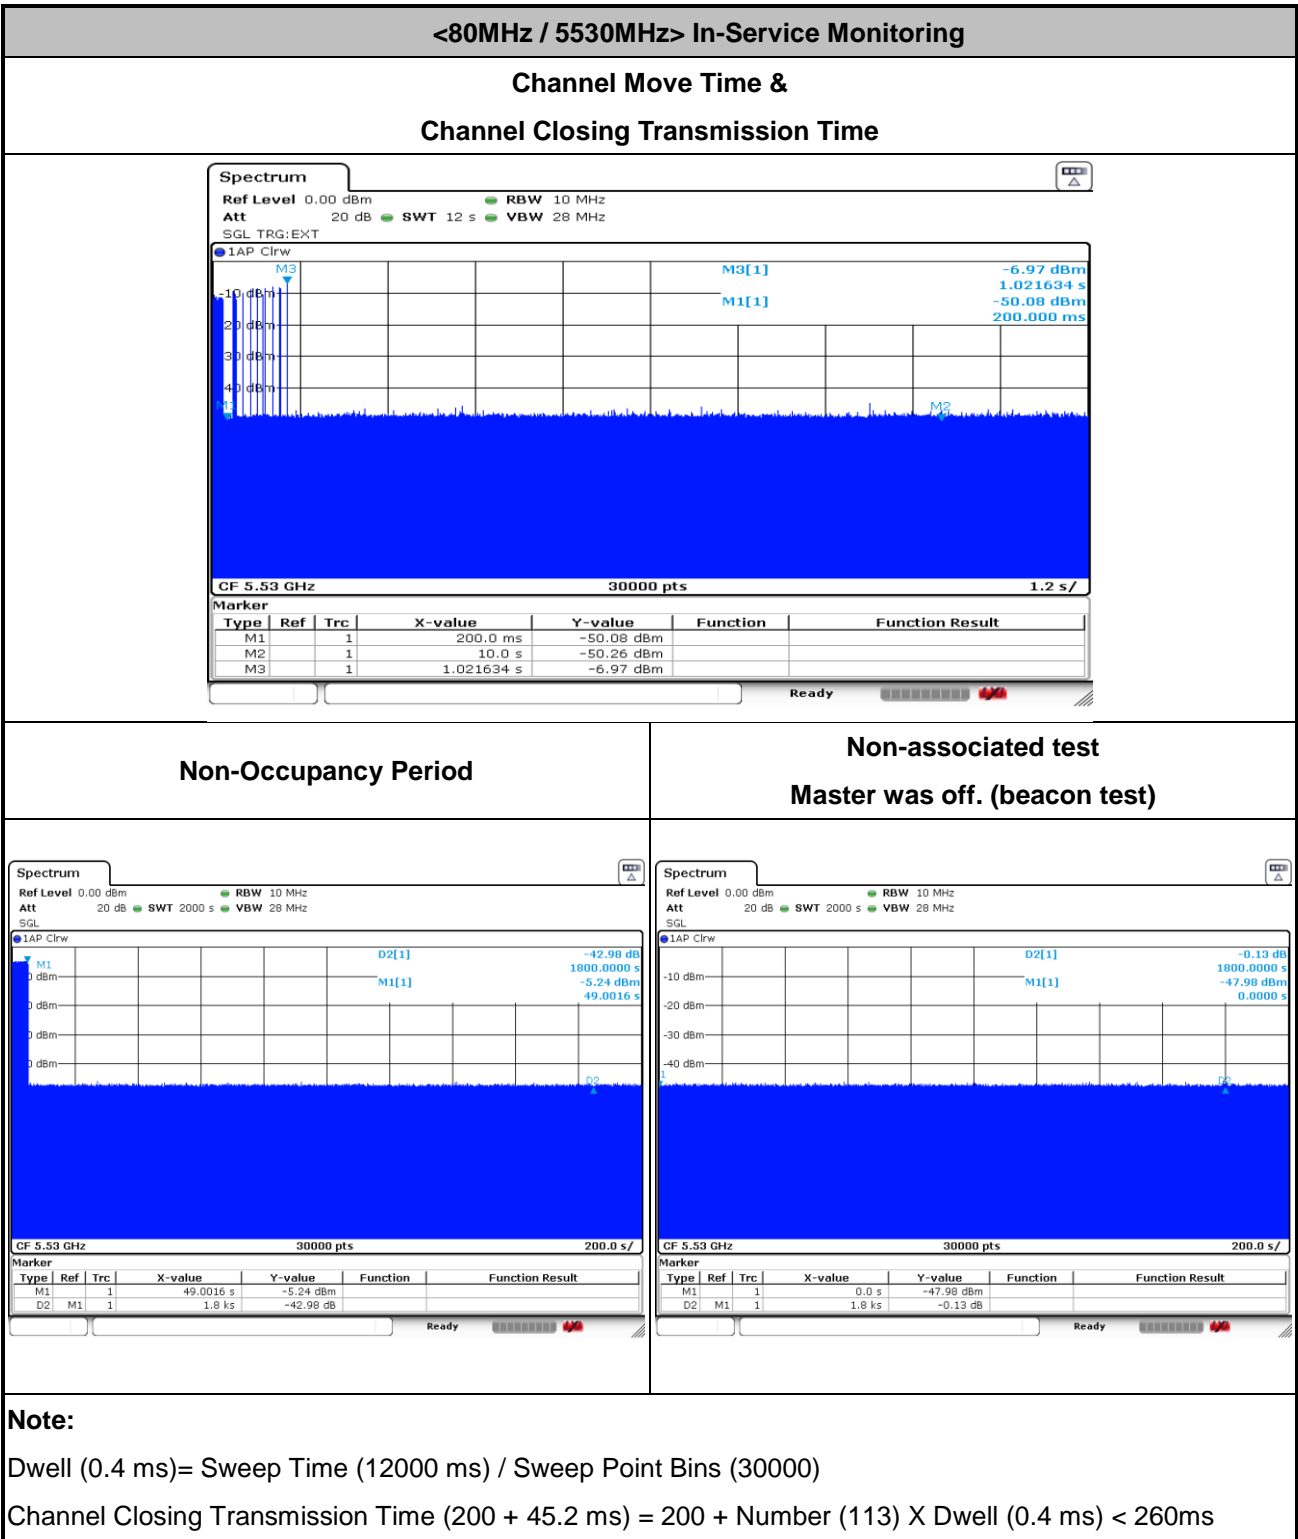 <80MHz / 5530MHz> In-Service Monitoring
Channel Move Time &
Channel Closing Transmission Time
Spectrum
Ref Level 0.00 dBm RBW 10 MHz
Att 20 dB SWT 12 s VBW 28 MHz
SGL TRG:EXT
1AP Clrw
M3 M3[1] -6.97 dBm
1.021634 s
-10 dBm M1[1] -50.08 dBm
200.000 ms
20 dBm
30 dBm
40 dBm
M1 M2
CF 5.53 GHz 30000 pts 1.2 s/
Marker
Type Ref Trc X-value Y-value Function Function Result
M1 1 200.0 ms -50.08 dBm
M2 1 10.0 s -50.26 dBm
M3 1 1.021634 s -6.97 dBm
Ready
Non-Occupancy Period
Non-associated test
Master was off. (beacon test)
Spectrum
Ref Level 0.00 dBm RBW 10 MHz
Att 20 dB SWT 2000 s VBW 28 MHz
SGL
1AP Clrw
D2[1] -42.98 dB
M1 1800.0000 s
0 dBm M1[1] -5.24 dBm
49.0016 s
0 dBm
0 dBm
0 dBm
D2
CF 5.53 GHz 30000 pts 200.0 s/
Marker
Type Ref Trc X-value Y-value Function Function Result
M1 1 49.0016 s -5.24 dBm
D2 M1 1 1.8 ks -42.98 dB
Ready
Spectrum
Ref Level 0.00 dBm RBW 10 MHz
Att 20 dB SWT 2000 s VBW 28 MHz
SGL
1AP Clrw
D2[1] -0.13 dB
1800.0000 s
-10 dBm M1[1] -47.98 dBm
0.0000 s
-20 dBm
-30 dBm
-40 dBm
1 D2
CF 5.53 GHz 30000 pts 200.0 s/
Marker
Type Ref Trc X-value Y-value Function Function Result
M1 1 0.0 s -47.98 dBm
D2 M1 1 1.8 ks -0.13 dB
Ready
Note:
Dwell (0.4 ms)= Sweep Time (12000 ms) / Sweep Point Bins (30000)
Channel Closing Transmission Time (200 + 45.2 ms) = 200 + Number (113) X Dwell (0.4 ms) < 260ms